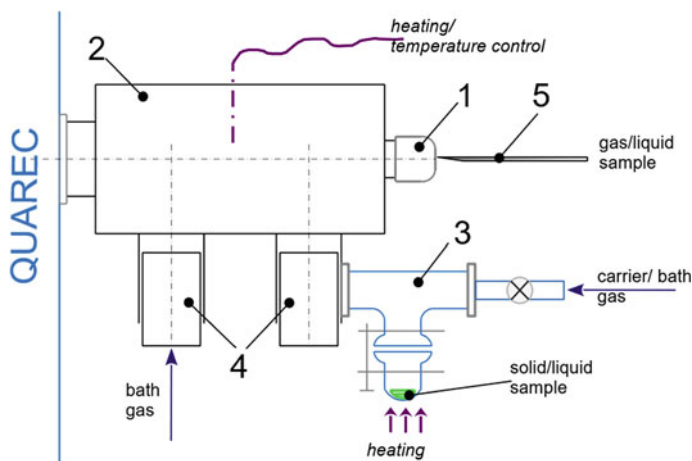 heating/
temperature control
2
1
5
gas/liquid
sample
QUAREC
3
carrier/ bath
gas
4
bath
gas
solid/liquid
sample
heating